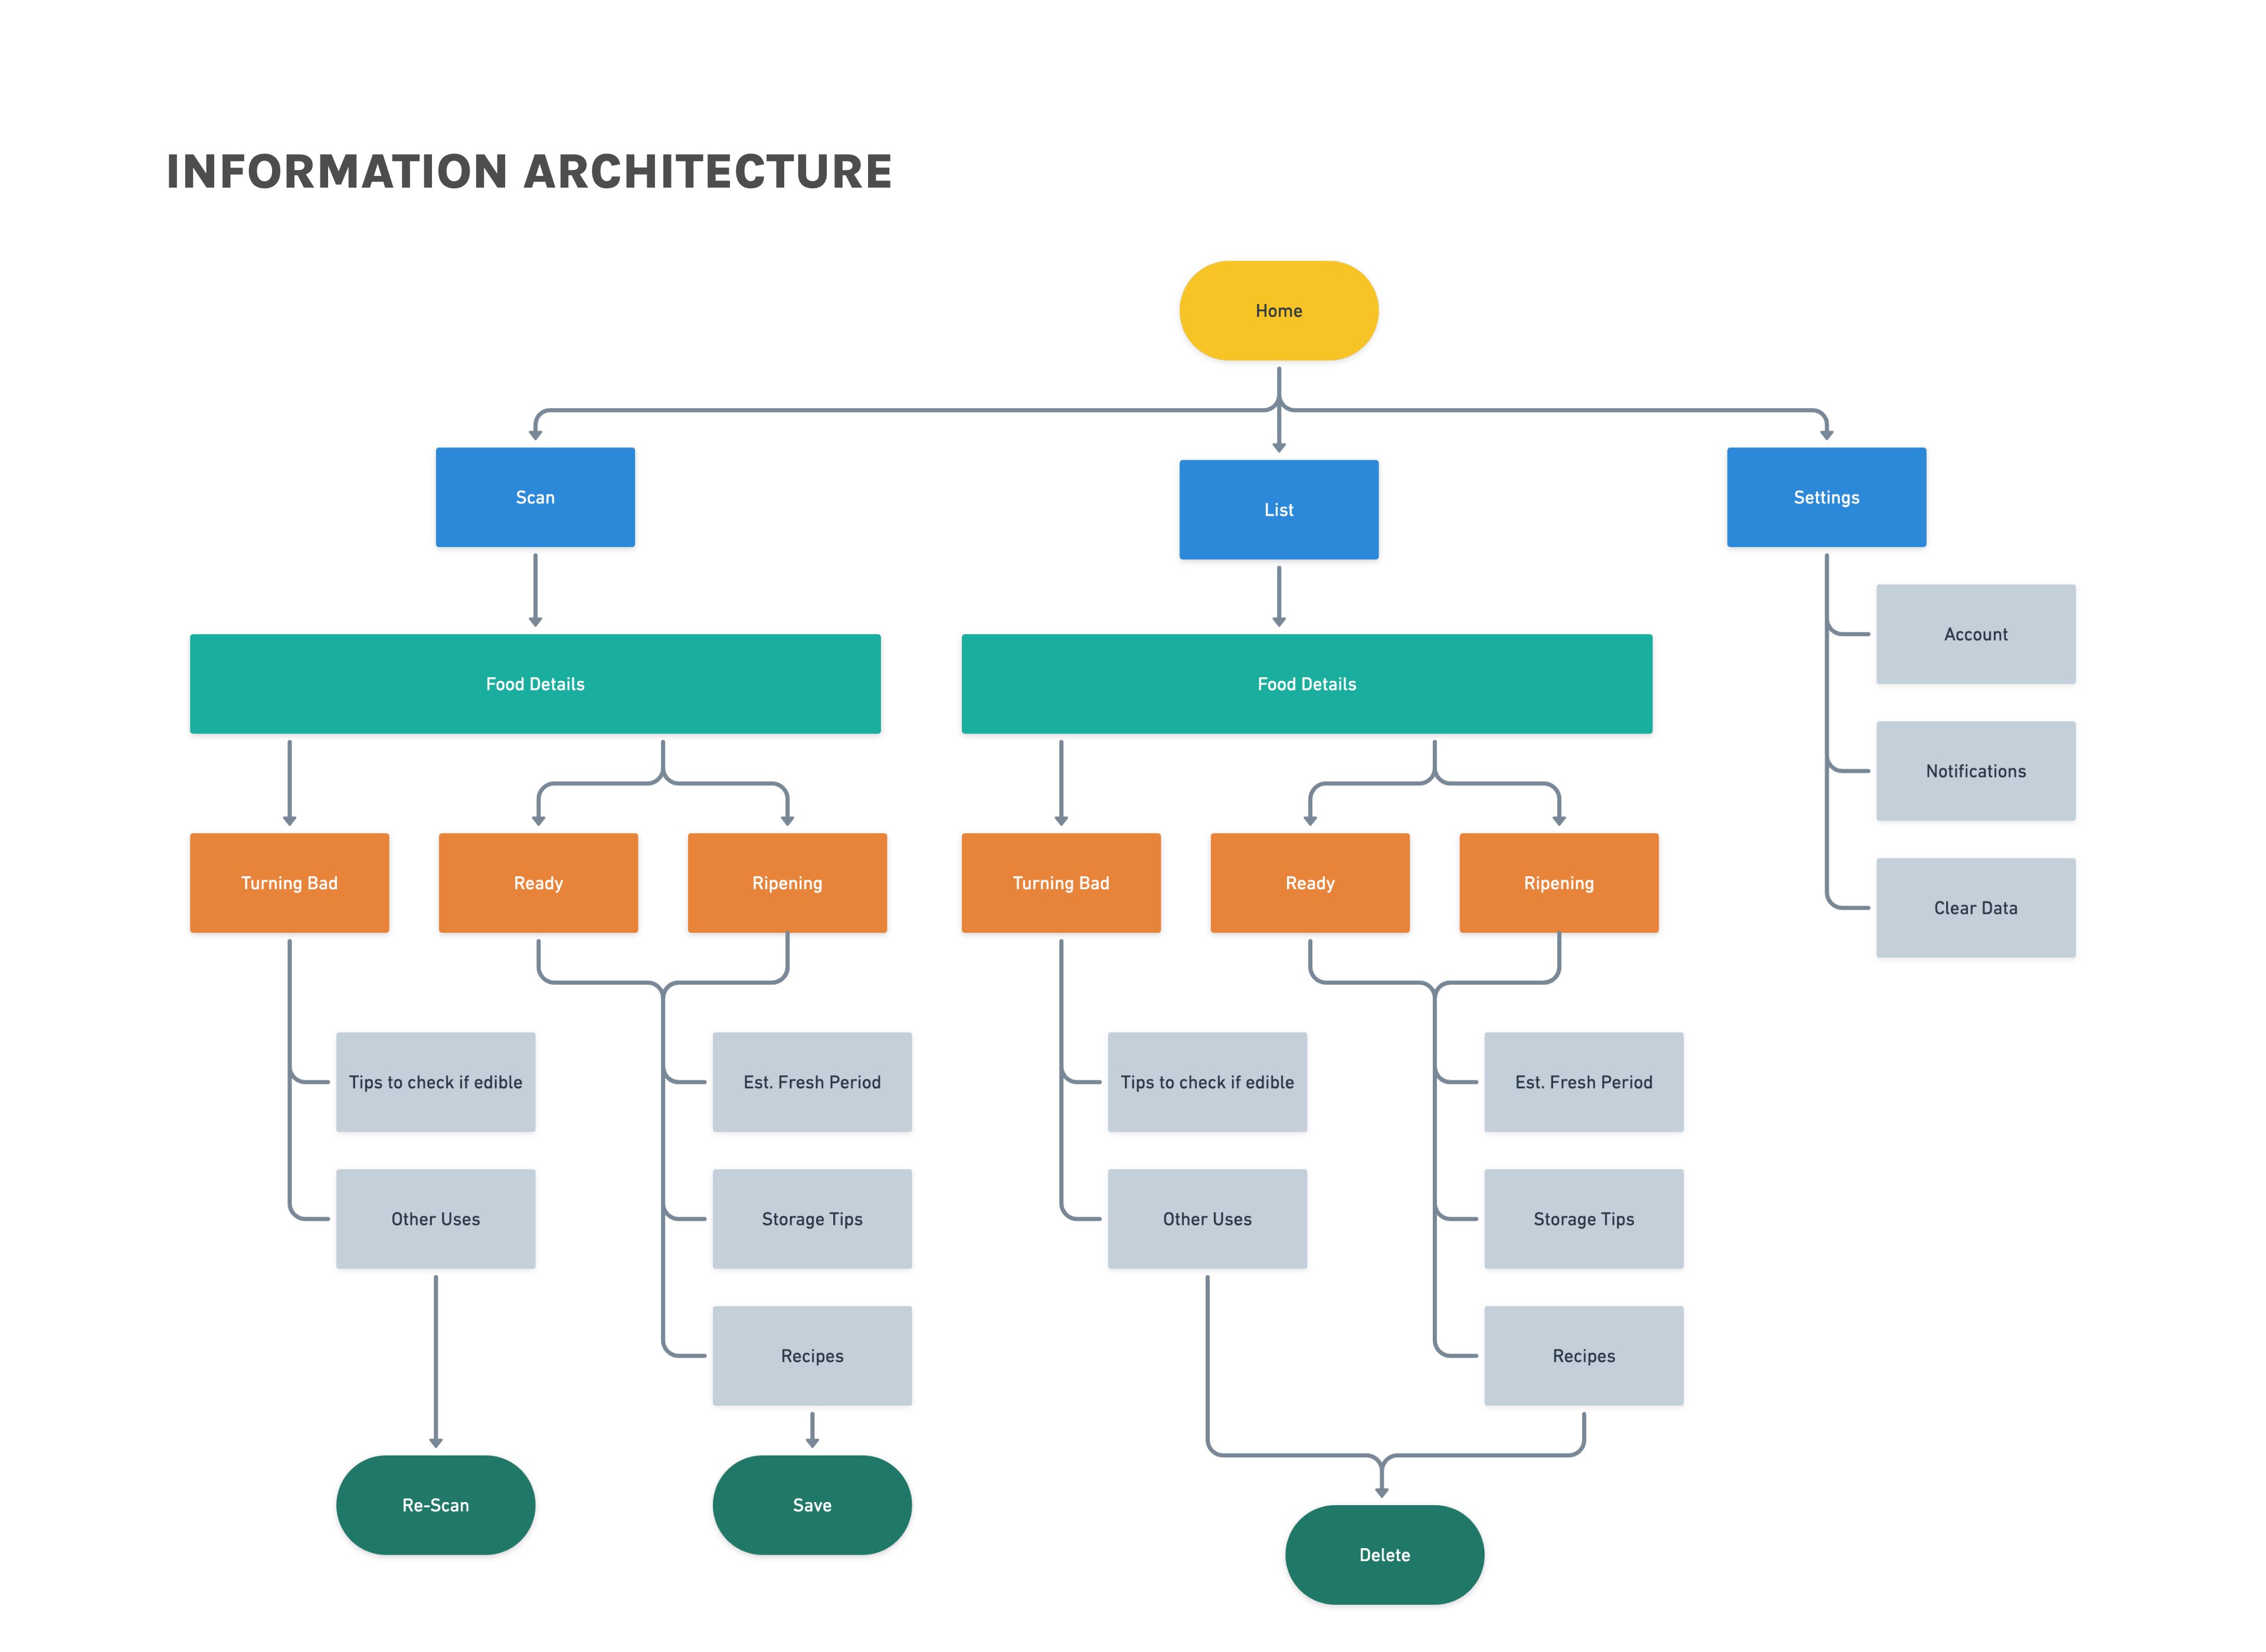 INFORMATION ARCHITECTURE
Home
Scan
List
Settings
Account
Food Details
Food Details
Notifications
Turning Bad
Ready
Ripening
Turning Bad
Ready
Ripening
Clear Data
Tips to check if edible
Est. Fresh Period
Tips to check if edible
Est. Fresh Period
Other Uses
Storage Tips
Other Uses
Storage Tips
Recipes
Recipes
Re-Scan
Save
Delete